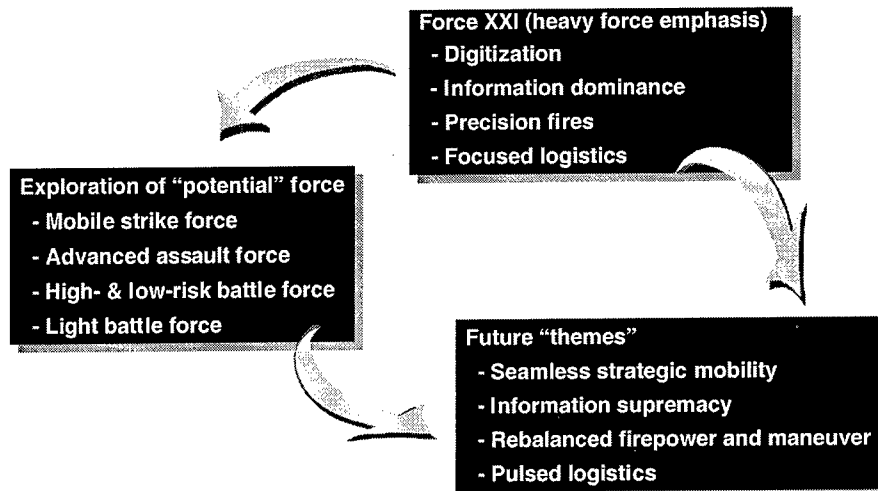 Force XXI (heavy force emphasis)
- Digitization
- Information dominance
- Precision fires
- Focused logistics
Exploration of “potential” force
- Mobile strike force
- Advanced assault force
- High- & low-risk battle force
- Light battle force
Future “themes”
- Seamless strategic mobility
- Information supremacy
- Rebalanced firepower and maneuver
- Pulsed logistics